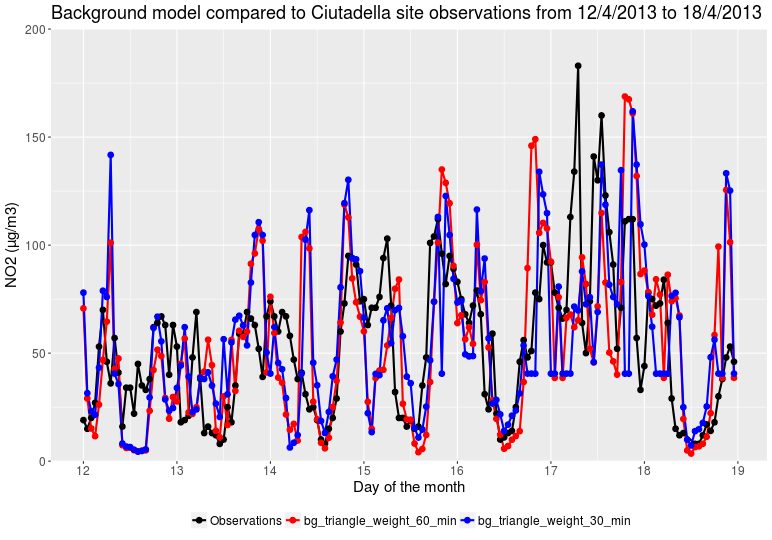 Background model compared to Ciutadella site observations from 12/4/2013 to 18/4/2013
200
150
100
50
0
NO2 (µg/m3)
12 13 14 15 16 17 18 19
Day of the month
Observations bg_triangle_weight_60_min bg_triangle_weight_30_min